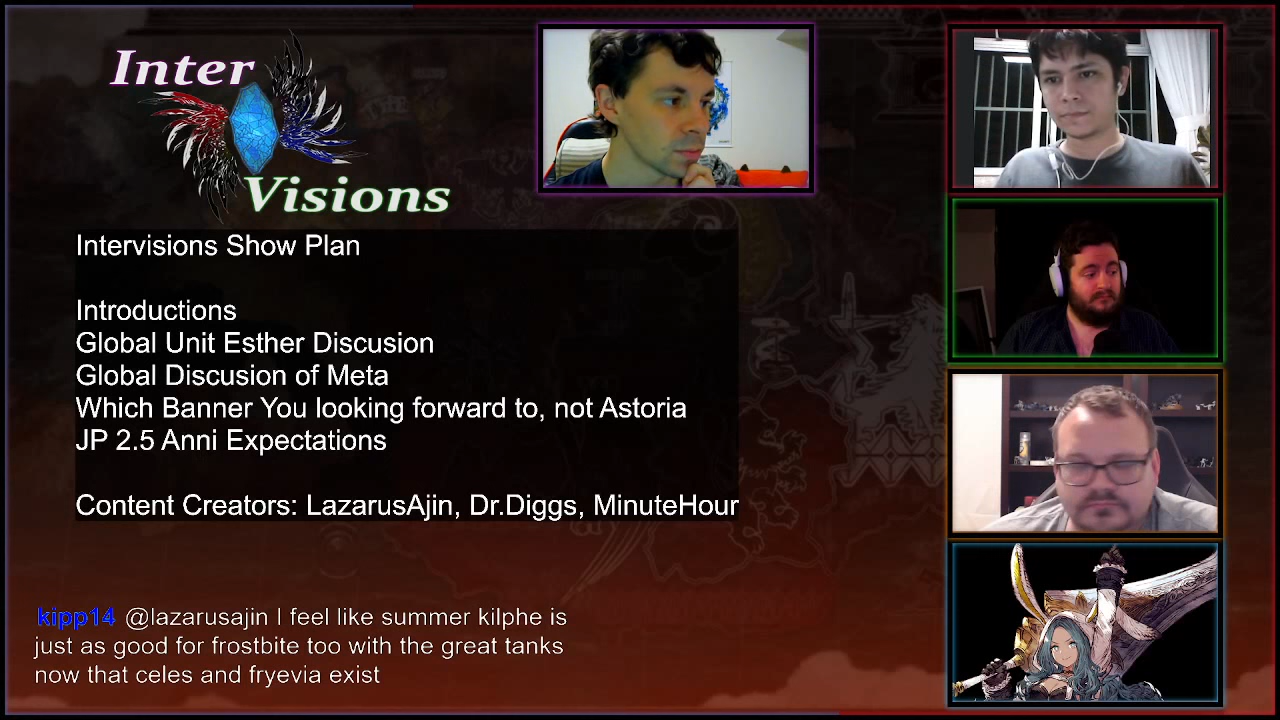 Inter
Visions
Intervisions Show Plan
Introductions
Global Unit Esther Discusion
Global Discusion of Meta
Which Banner You looking forward to, not Astoria
JP 2.5 Anni Expectations
Content Creators: LazarusAjin, Dr.Diggs, MinuteHour
kipp14 @lazarusajin I feel like summer kilphe is
just as good for frostbite too with the great tanks
now that celes and fryevia exist